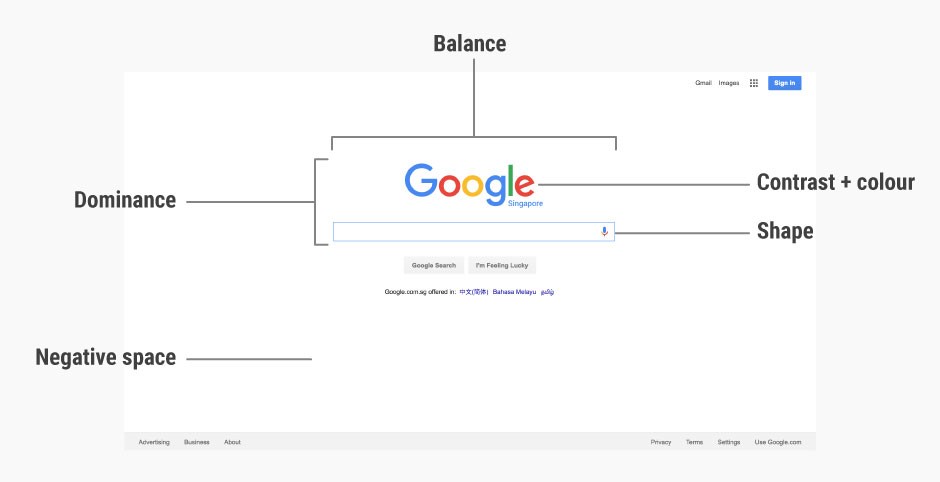 Balance
Gmail Images Sign in
Dominance
Google
Singapore
Contrast + colour
Shape
Google Search I'm Feeling Lucky
Google.com.sg offered in: 中文(简体) Bahasa Melayu தமிழ்
Negative space
Advertising Business About Privacy Terms Settings Use Google.com